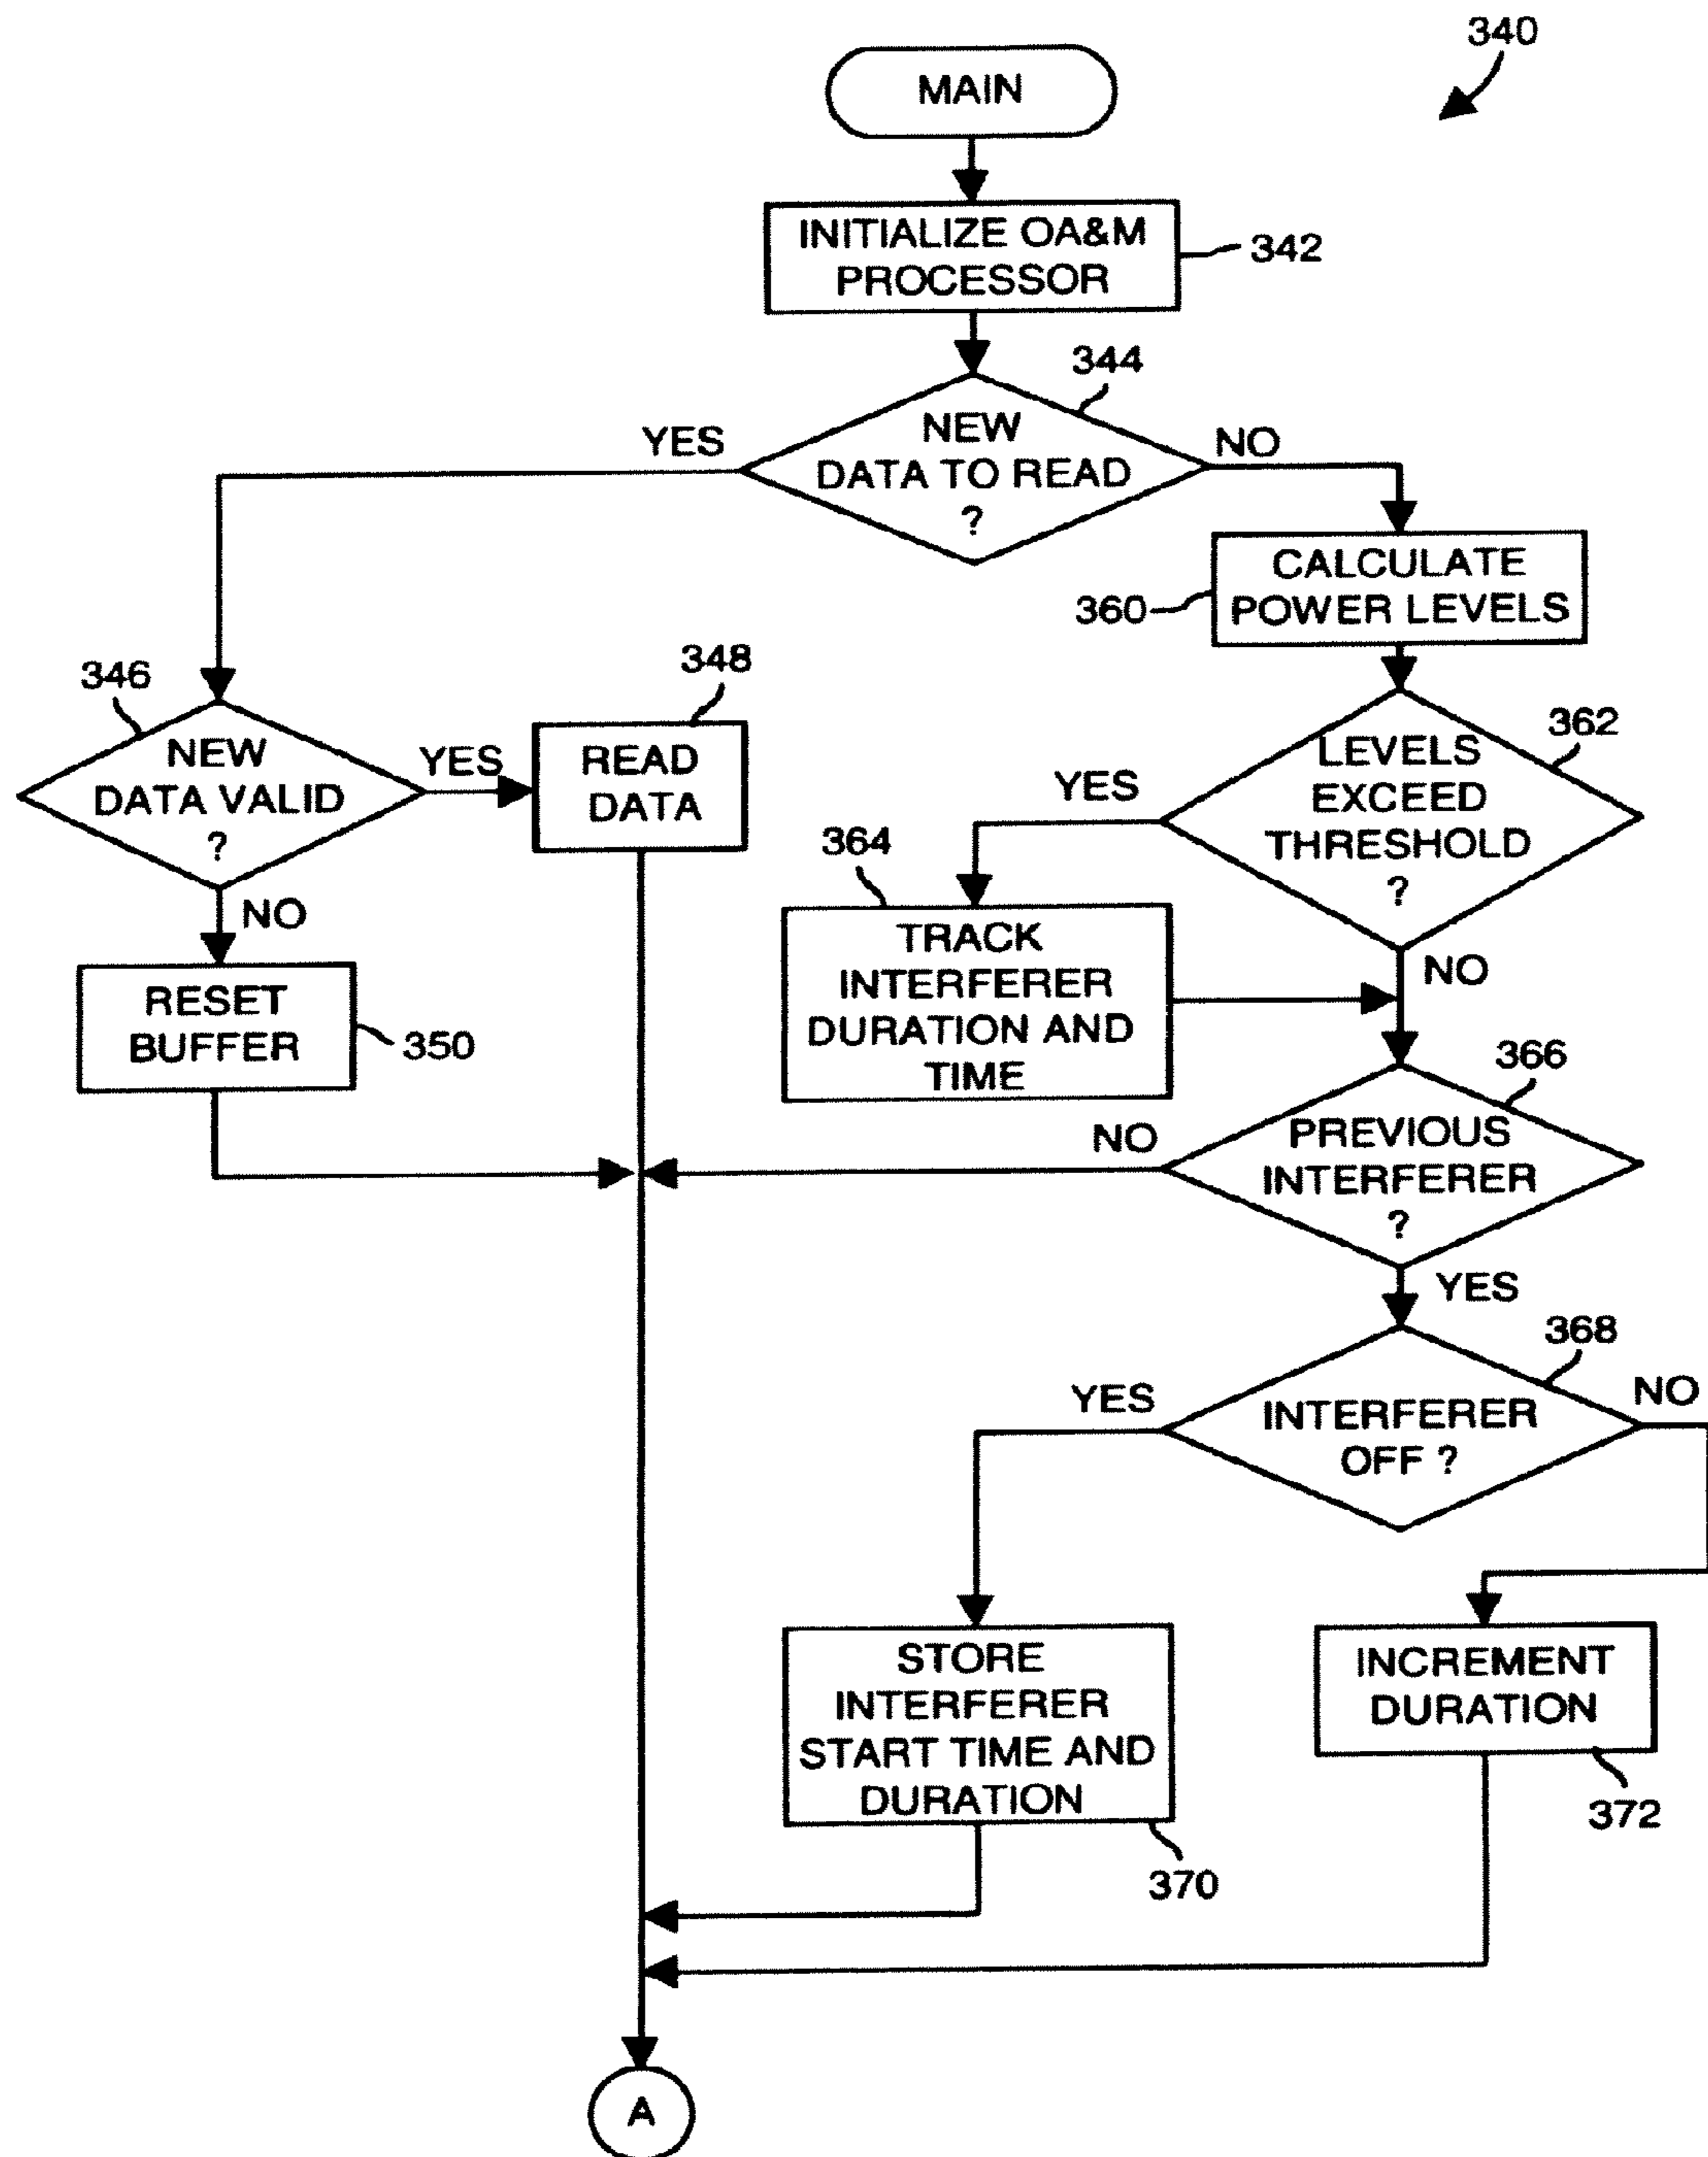 340
MAIN
INITIALIZE OA&M
PROCESSOR
342
344
NEW
DATA TO READ
?
YES
NO
CALCULATE
POWER LEVELS
360
346
NEW
DATA VALID
?
YES
348
READ
DATA
362
LEVELS
EXCEED
THRESHOLD
?
YES
364
TRACK
INTERFERER
DURATION AND
TIME
NO
NO
RESET
BUFFER
350
366
PREVIOUS
INTERFERER
?
NO
YES
368
INTERFERER
OFF ?
YES
NO
STORE
INTERFERER
START TIME AND
DURATION
370
INCREMENT
DURATION
372
A